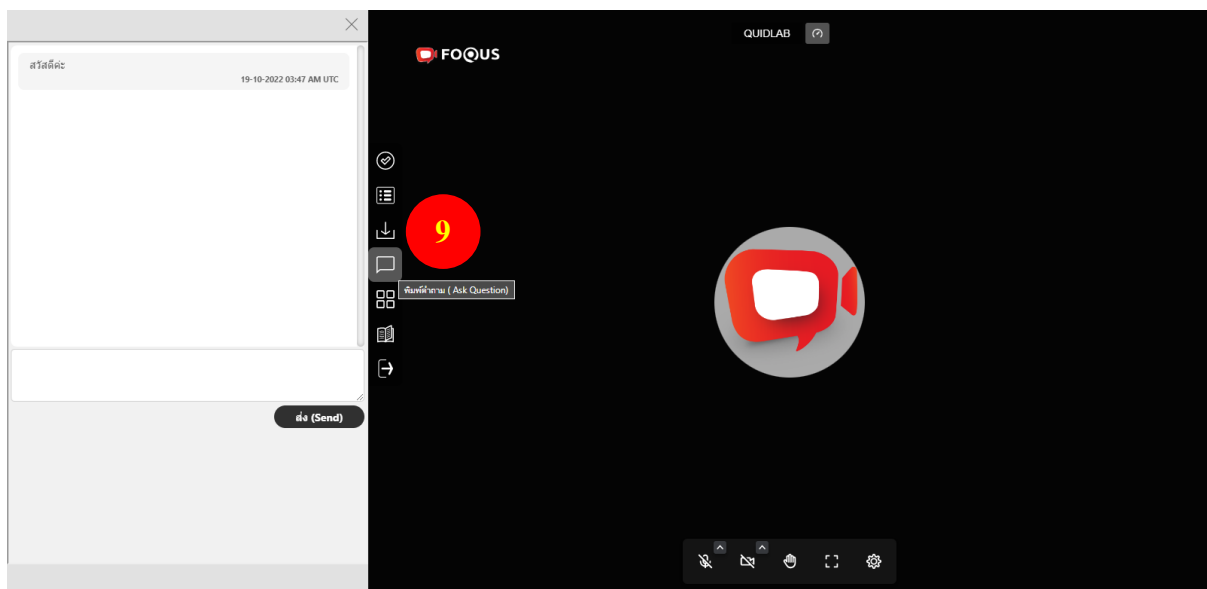 สวัสดีค่ะ
19-10-2022 03:47 AM UTC
ส่ง (Send)
FOQUS
QUIDLAB
9
พิมพ์คำถาม ( Ask Question)